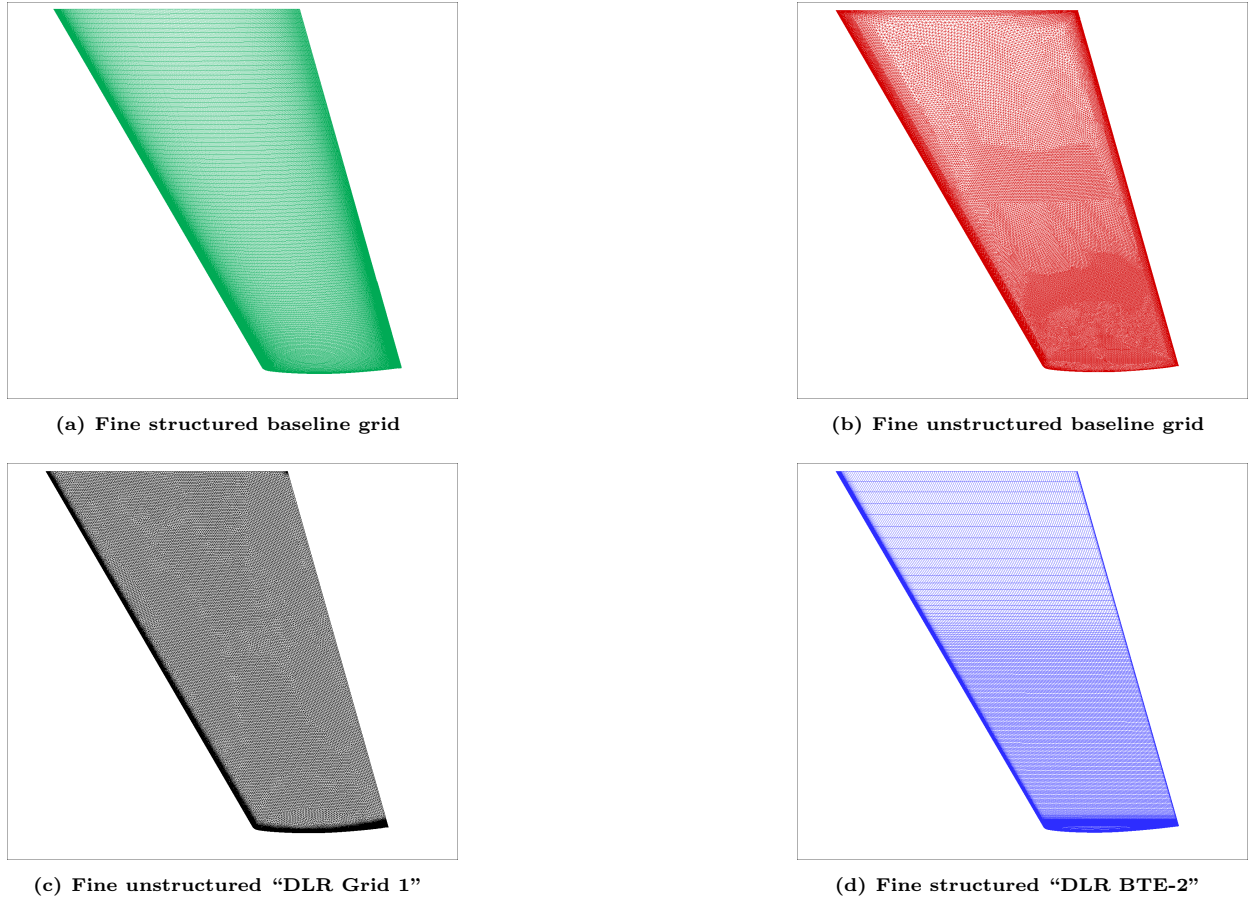 (a) Fine structured baseline grid
(b) Fine unstructured baseline grid
(c) Fine unstructured “DLR Grid 1”
(d) Fine structured “DLR BTE-2”